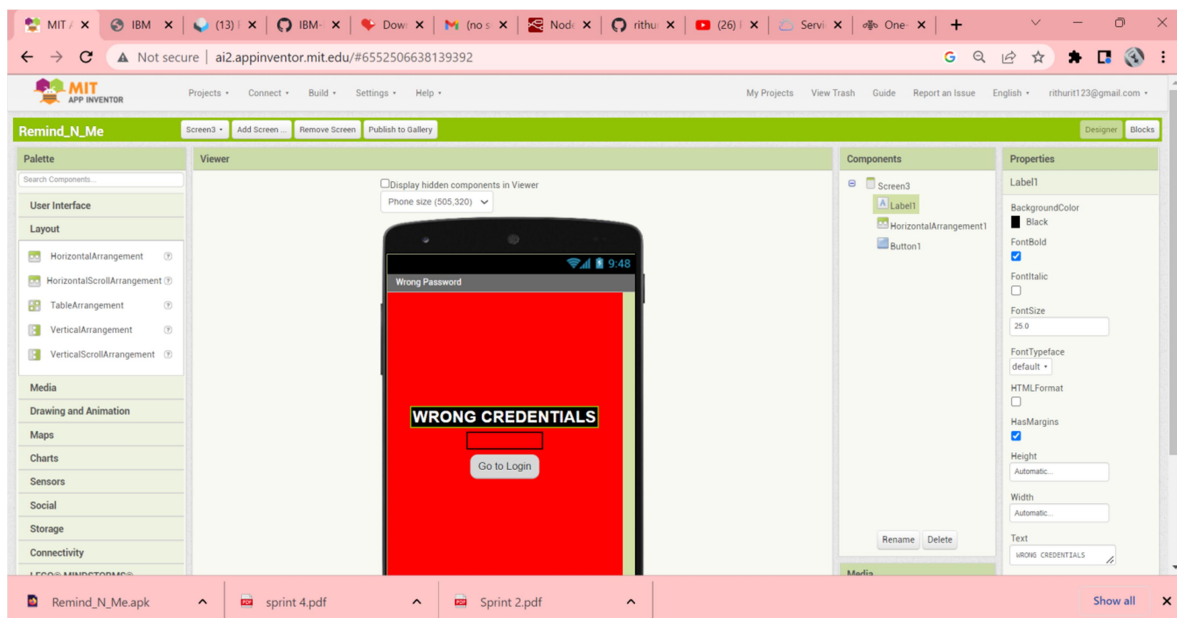 MIT A
IBM
(13)
IBM-
Down
(no s
Node
rithu
(26)
Servi
One-
Not secure
ai2.appinventor.mit.edu/#6552506638139392
MIT
APP INVENTOR
Projects
Connect
Build
Settings
Help
My Projects
View Trash
Guide
Report an Issue
English
rithurit123@gmail.com
Remind_N_Me
Screen3
Add Screen ...
Remove Screen
Publish to Gallery
Designer
Blocks
Palette
Search Components...
User Interface
Layout
HorizontalArrangement
HorizontalScrollArrangement
TableArrangement
VerticalArrangement
VerticalScrollArrangement
Media
Drawing and Animation
Maps
Charts
Sensors
Social
Storage
Connectivity
LEGO® MINDSTORMS®
Viewer
Display hidden components in Viewer
Phone size (505,320)
9:48
Wrong Password
WRONG CREDENTIALS
Go to Login
Components
Screen3
Label1
HorizontalArrangement1
Button1
Rename
Delete
Media
Properties
Label1
BackgroundColor
Black
FontBold
FontItalic
FontSize
25.0
FontTypeface
default
HTMLFormat
HasMargins
Height
Automatic...
Width
Automatic...
Text
WRONG CREDENTIALS
Remind_N_Me.apk
sprint 4.pdf
Sprint 2.pdf
Show all